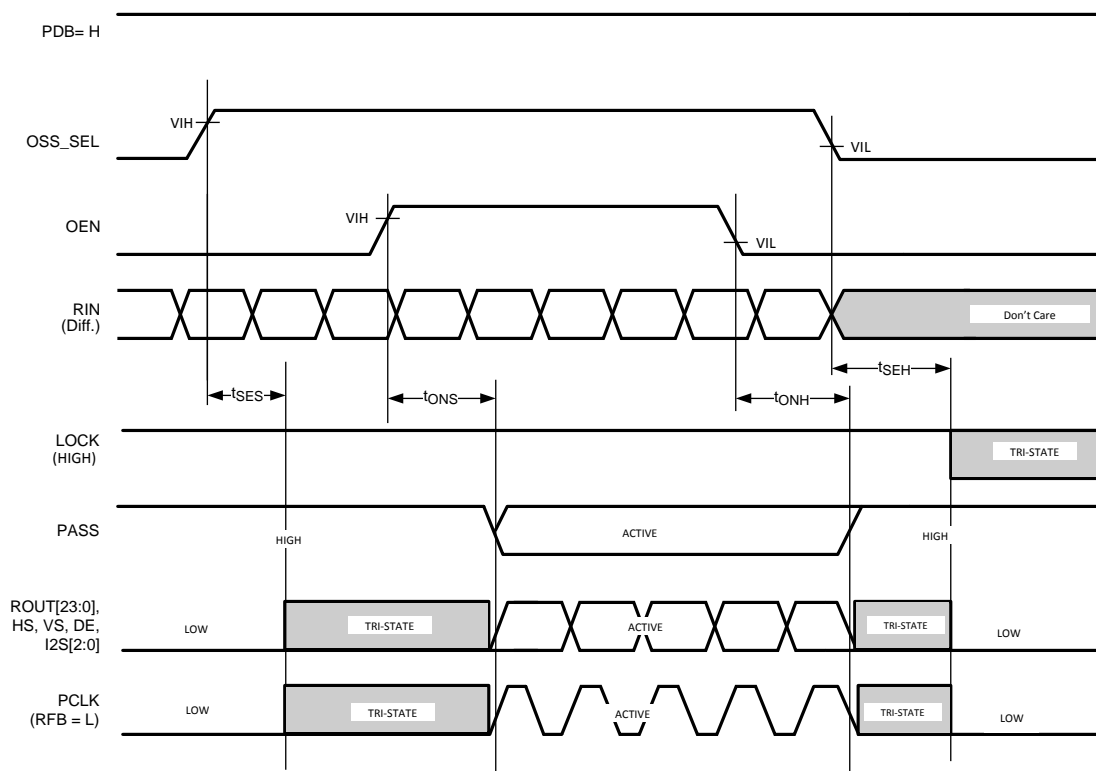 PDB= H
VIH
OSS_SEL
VIL
VIH
OEN
VIL
RIN
(Diff.)
Don't Care
tSES
tONS
tONH
tSEH
LOCK
(HIGH)
TRI-STATE
PASS
HIGH
ACTIVE
HIGH
ROUT[23:0],
HS, VS, DE,
I2S[2:0]
LOW
TRI-STATE
ACTIVE
TRI-STATE
LOW
PCLK
(RFB = L)
LOW
TRI-STATE
ACTIVE
TRI-STATE
LOW